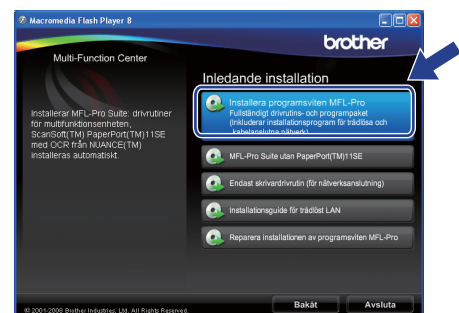 Macromedia Flash Player 8
brother
Multi-Function Center
Inledande installation
Installerar MFL-Pro Suite: drivrutiner
för multifunktionsenheten,
ScanSoft(TM) PaperPort(TM)11SE
med OCR från NUANCE(TM)
installeras automatiskt.
Installera programsviten MFL-Pro
Fullständigt drivrutins- och programpaket
(Inkluderar installationsprogram för trådlösa och
kabelanslutna nätverk)
MFL-Pro Suite utan PaperPort(TM)11SE
Endast skrivardrivrutin (för nätverksanslutning)
Installationsguide för trådlöst LAN
Reparera installationen av programsviten MFL-Pro
© 2001-2008 Brother Industries, Ltd. All Rights Reserved.
Bakåt
Avsluta